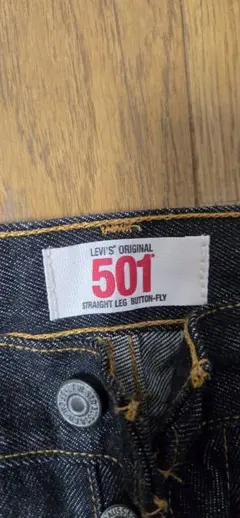 LEVI'S® ORIGINAL
501®
STRAIGHT LEG BUTTON-FLY